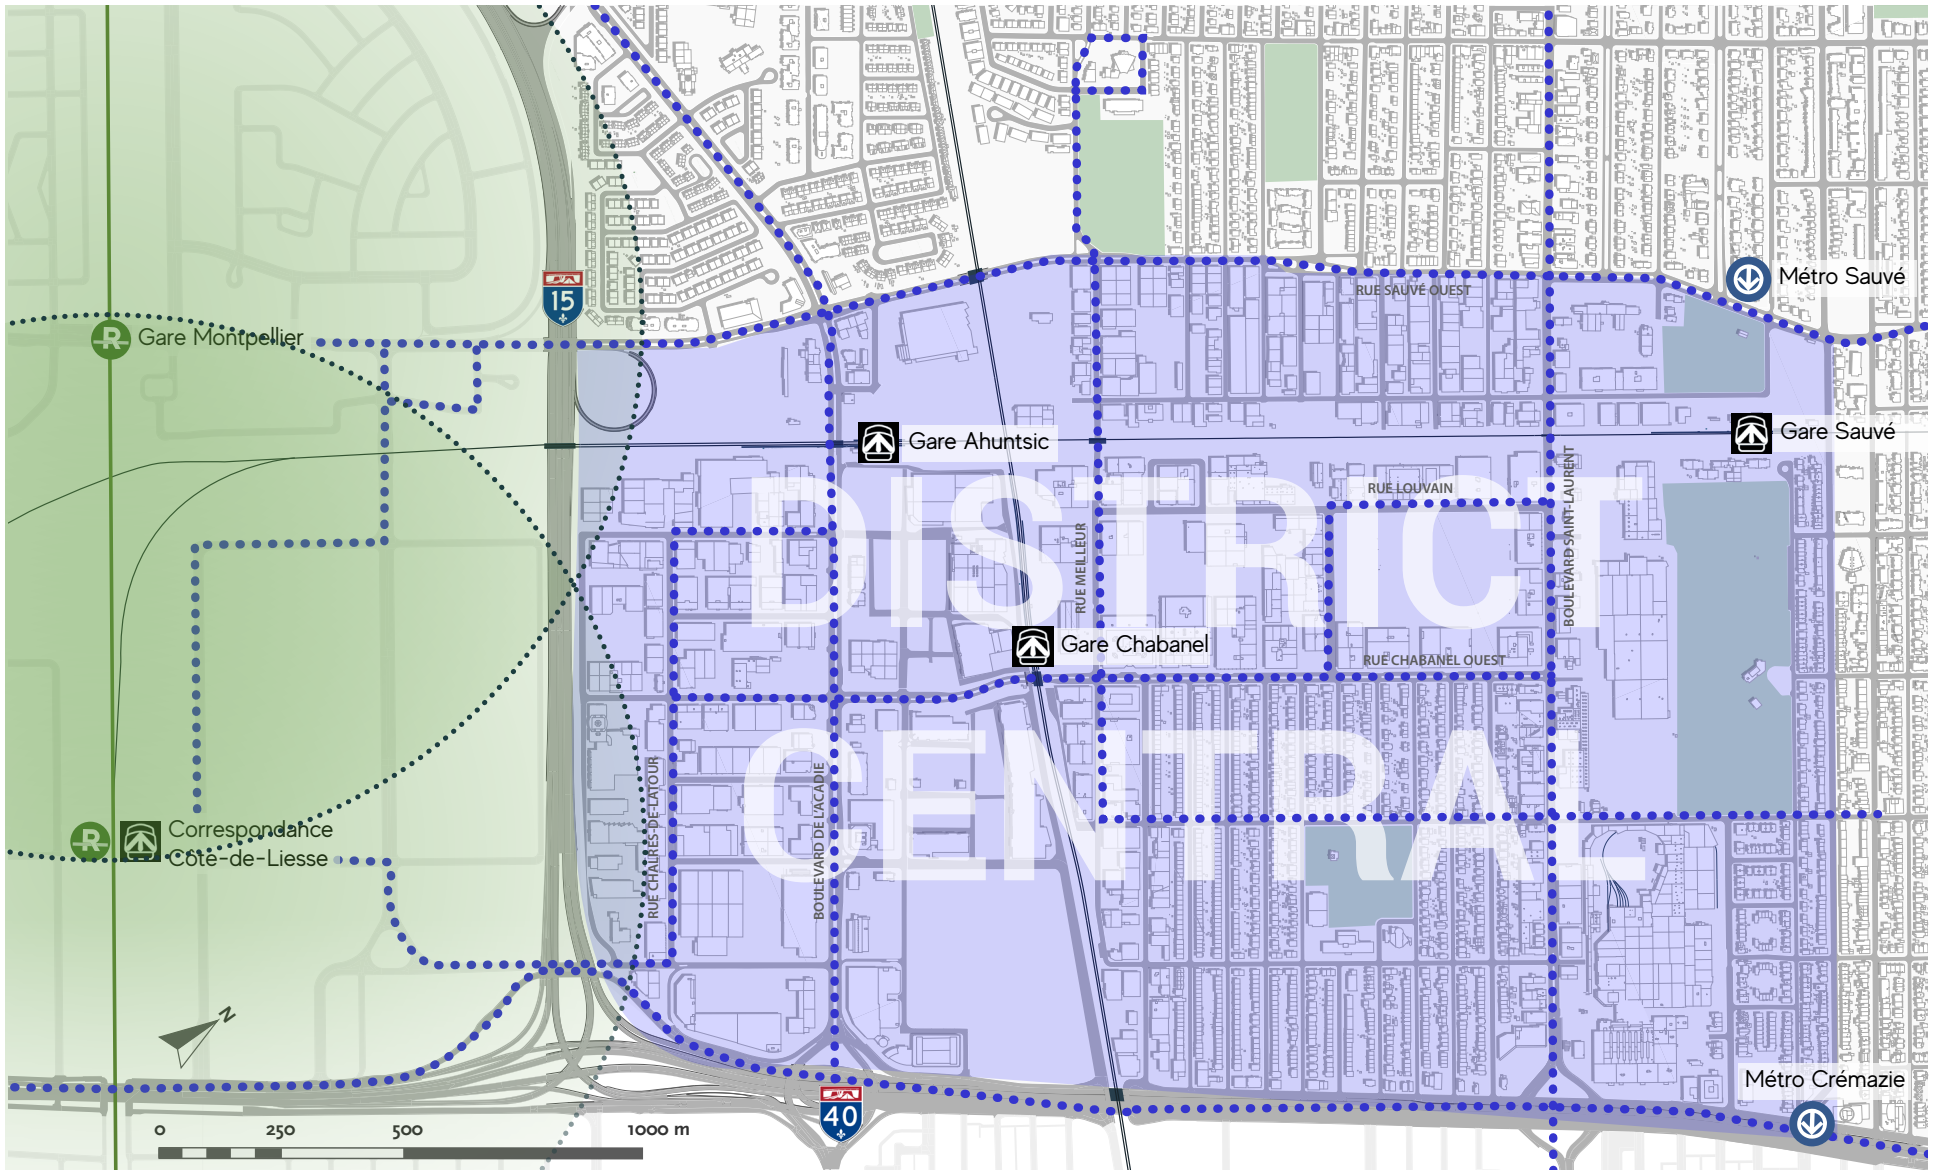 15
RUE SAUVÉ OUEST
Métro Sauvé
Gare Montpellier
Gare Ahuntsic
Gare Sauvé
RUE LOUVAIN
DISTRICT
RUE MEILLEUR
BOULEVARD SAINT-LAURENT
Gare Chabanel
RUE CHABANEL OUEST
CENTRAL
RUE CHALRES-DE-LATOUR
BOULEVARD DE L'ACADIE
R
R
Correspondance
Côte-de-Liesse
N
Métro Crémazie
40
0 250 500 1000 m